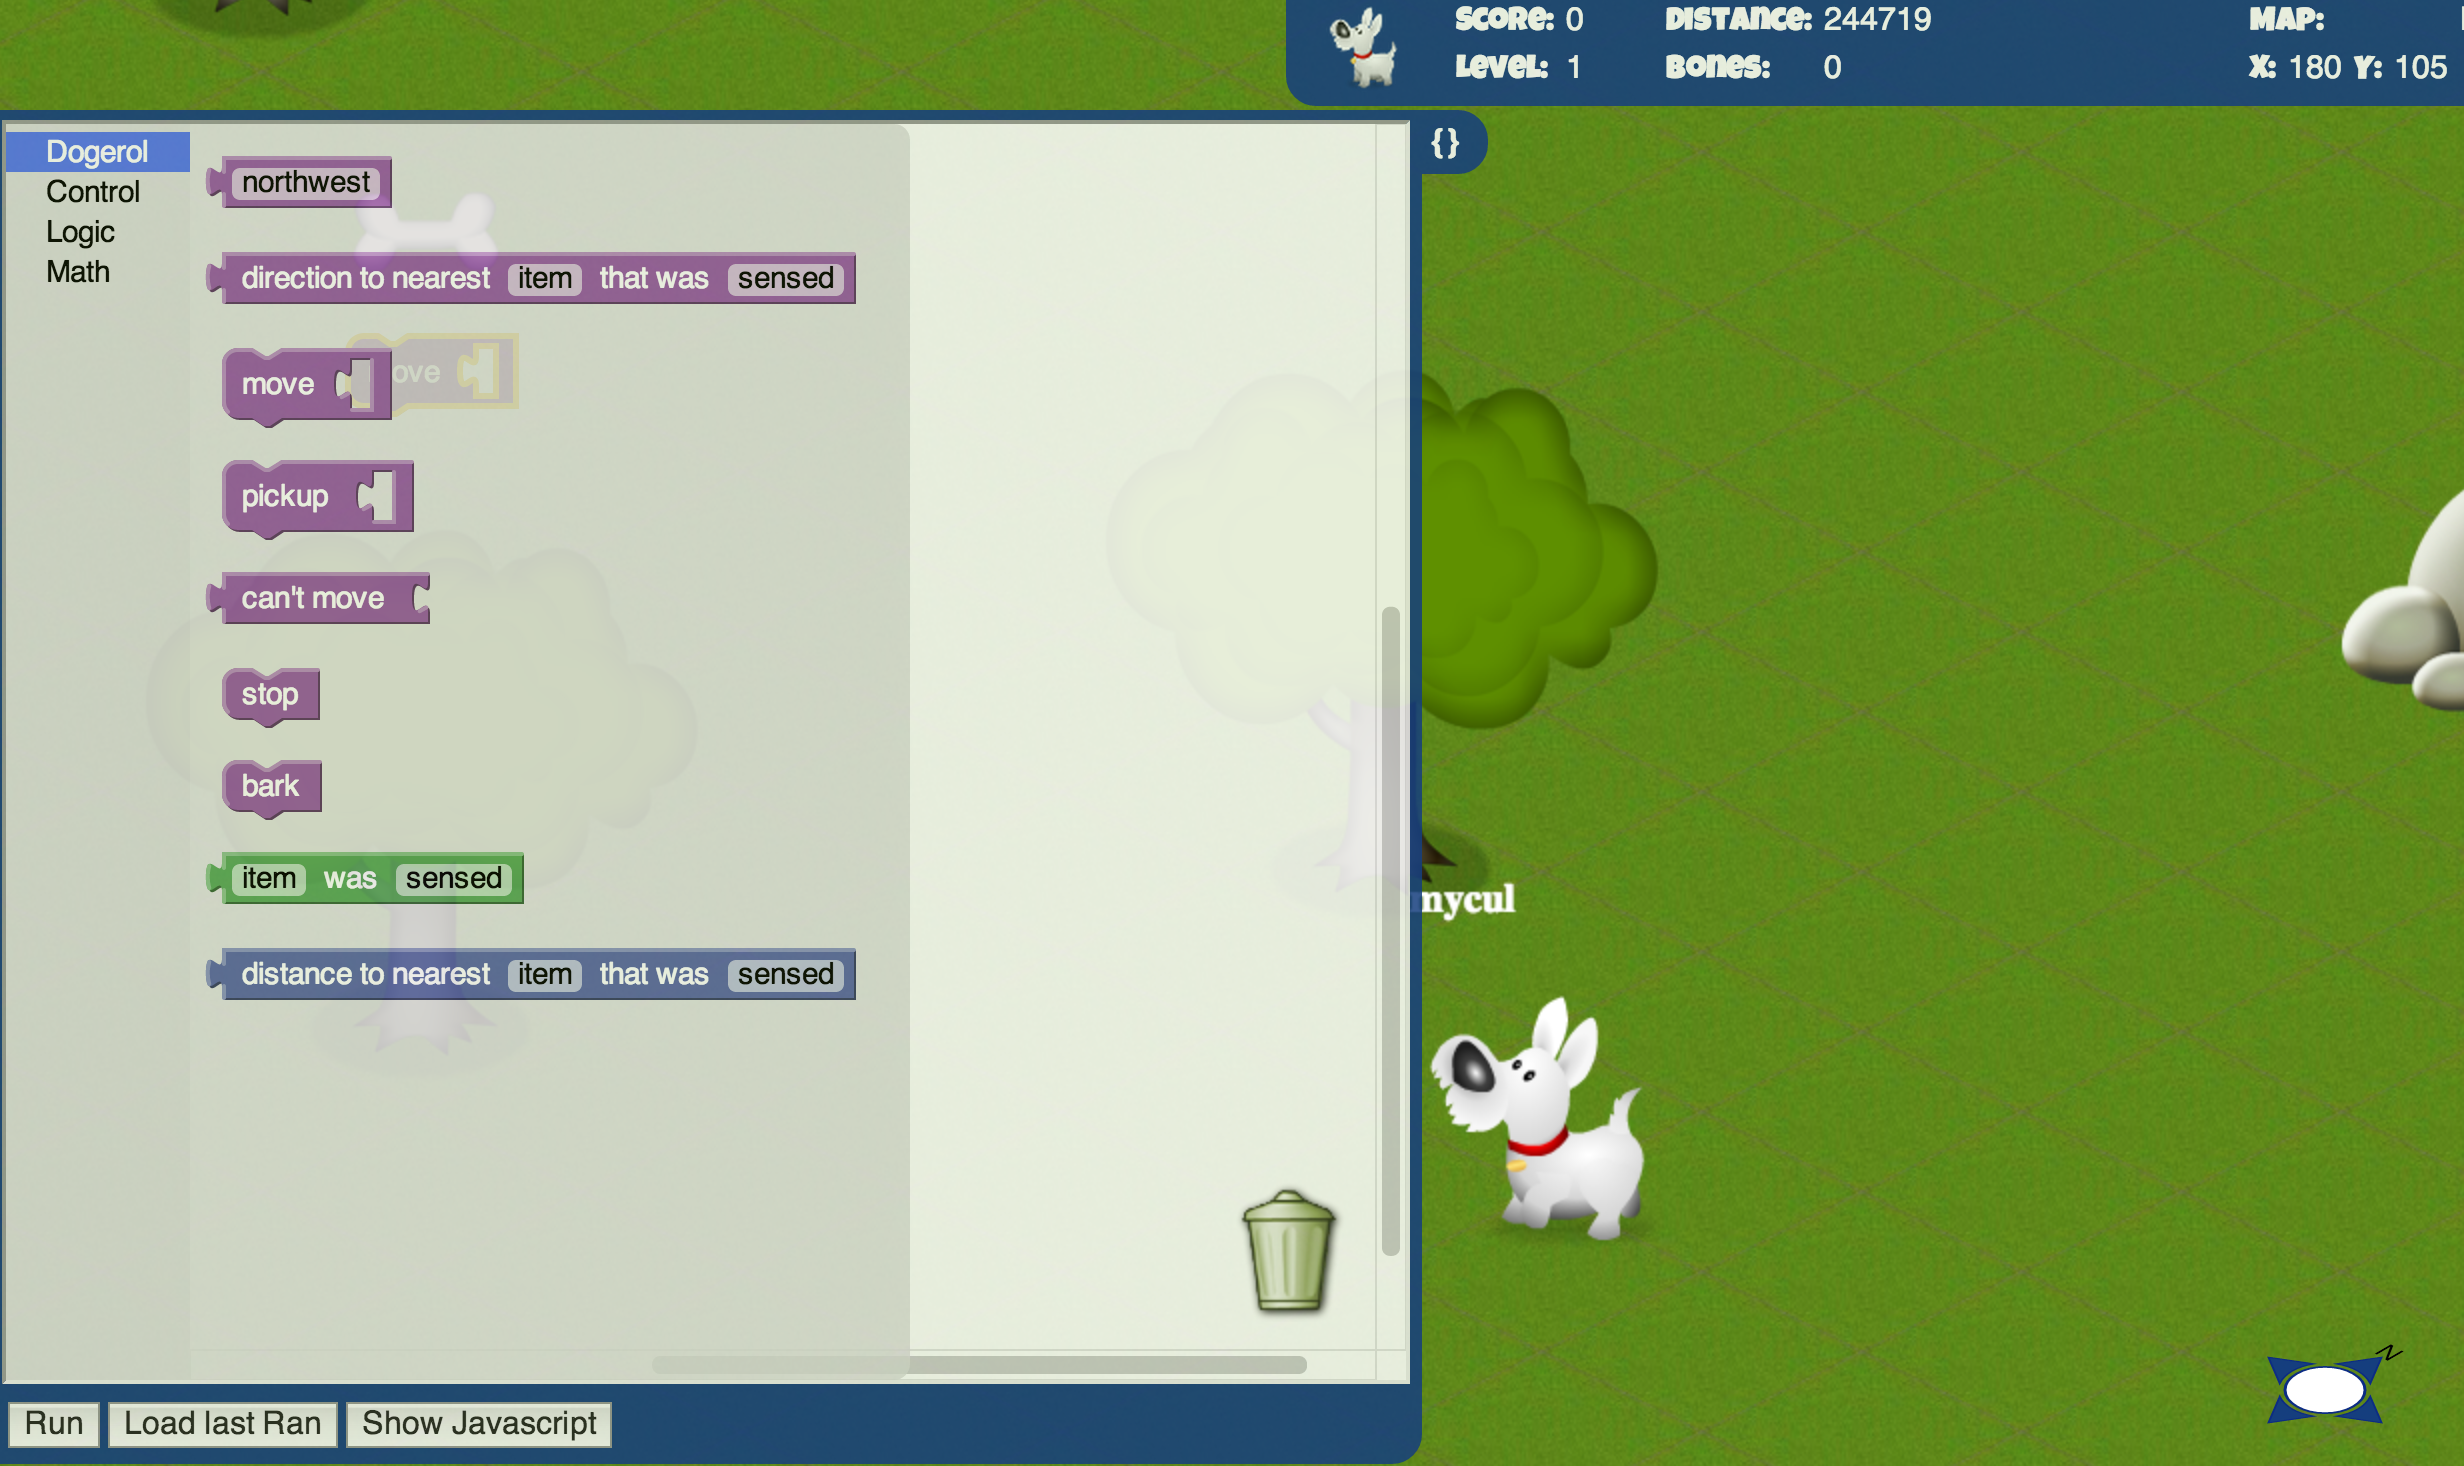 SCORE: 0 DISTANCE: 244719 MAP:
LEVEL: 1 BONES: 0 X: 180 Y: 105
{}
Dogerol
Control
Logic
Math
northwest
direction to nearest item that was sensed
move
ove
pickup
can't move
stop
bark
item was sensed
distance to nearest item that was sensed
mycul
N
Run Load last Ran Show Javascript